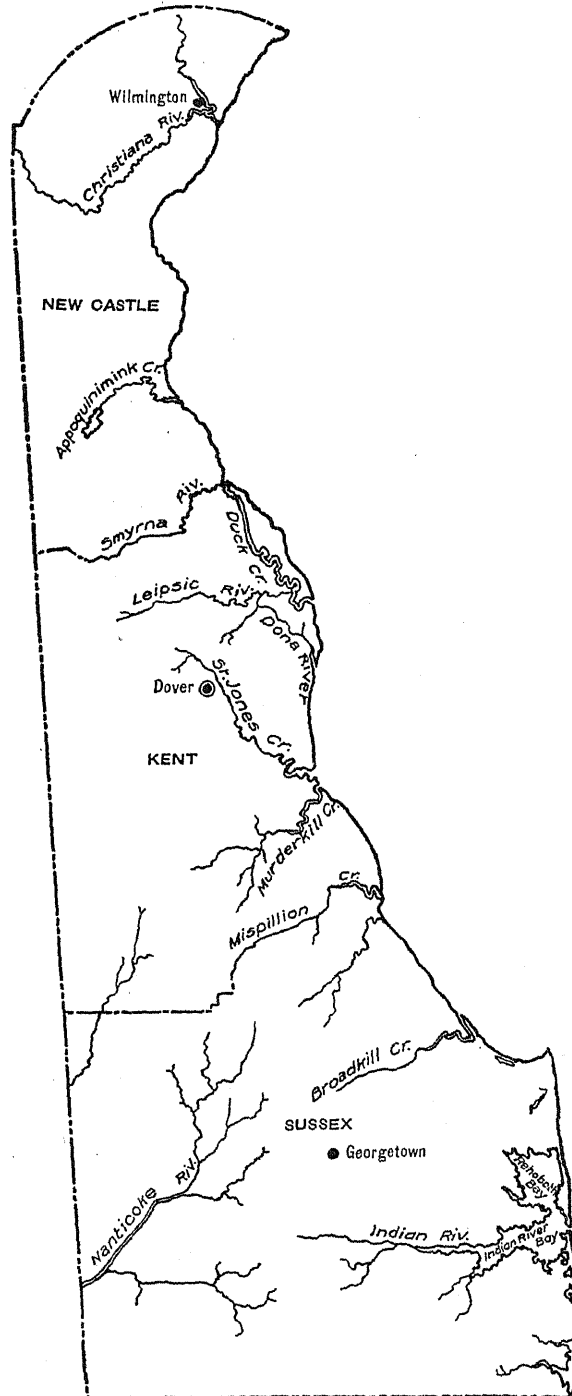 Wilmington
Christiana Riv.
NEW CASTLE
Appoquinimink Cr.
Smyrna Riv.
Duck Cr.
Leipsic Riv.
Dona River
St. Jones Cr.
Dover
KENT
Murderkill Cr.
Mispillion Cr.
Broadkill Cr.
SUSSEX
Georgetown
Rehoboth Bay
Nanticoke Riv.
Indian Riv.
Indian River Bay